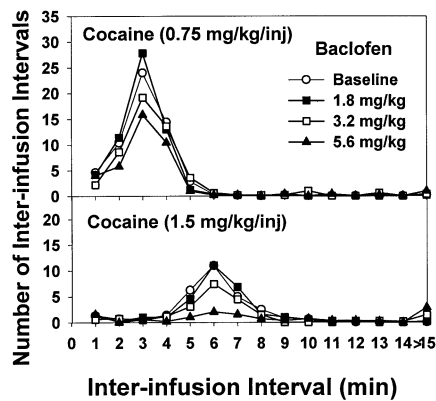 Number of Inter-infusion Intervals
35
30
25
20
15
10
5
0
Cocaine (0.75 mg/kg/inj)
Baclofen
Baseline
1.8 mg/kg
3.2 mg/kg
5.6 mg/kg
20
15
10
5
0
Cocaine (1.5 mg/kg/inj)
0 1 2 3 4 5 6 7 8 9 10 11 12 13 14 >15
Inter-infusion Interval (min)